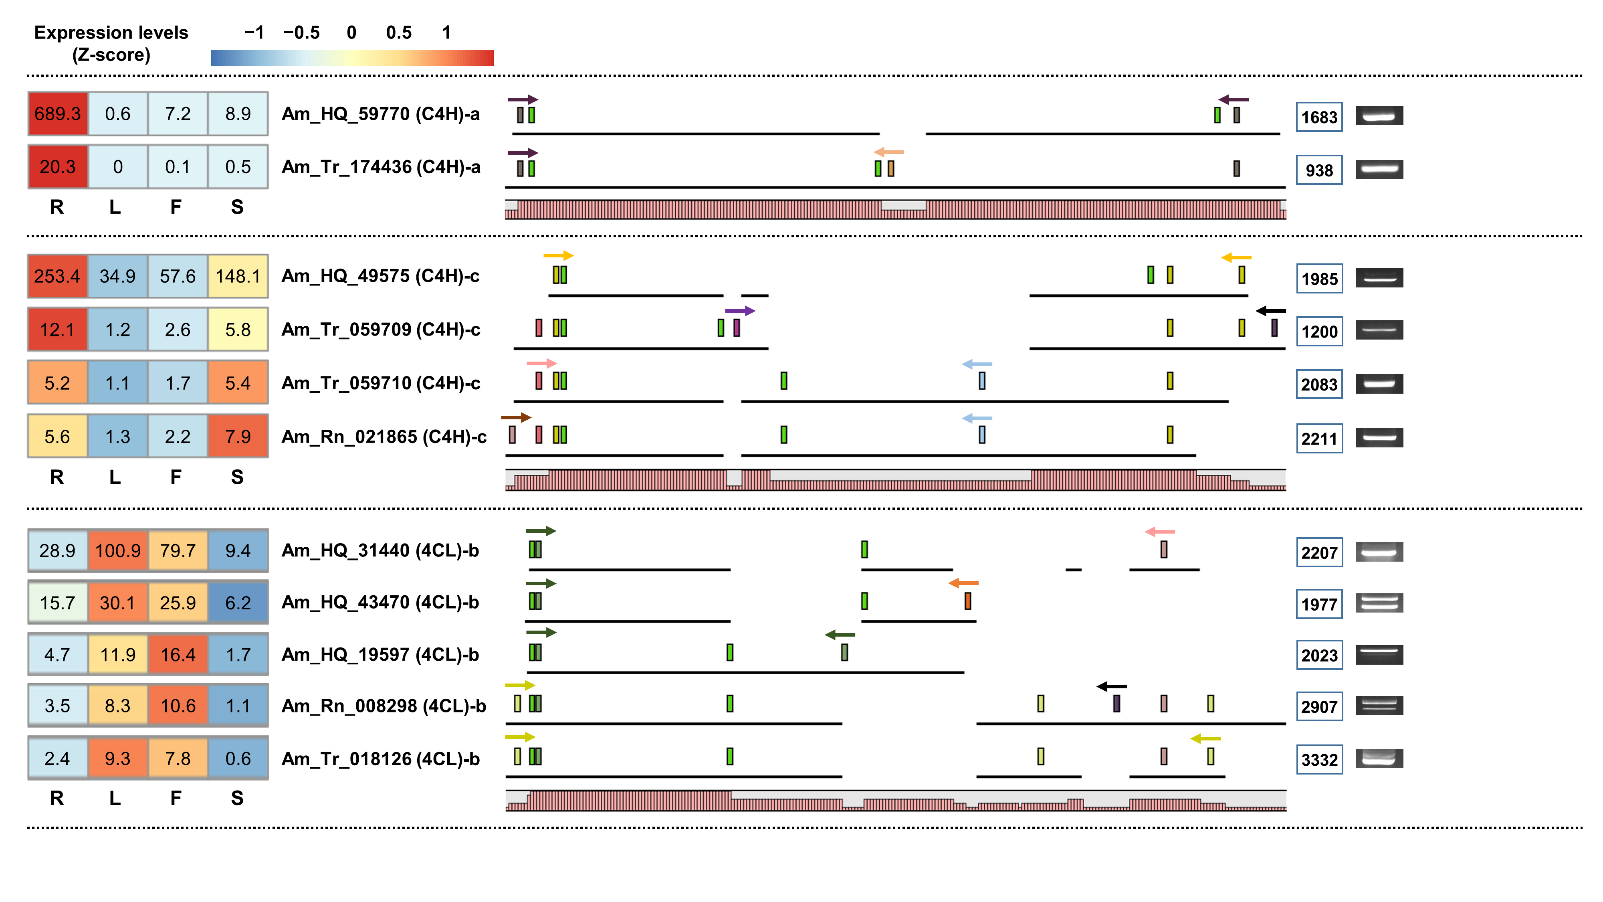 Expression levels
(Z-score)
−1 −0.5 0 0.5 1
689.3 0.6 7.2 8.9 Am_HQ_59770 (C4H)-a 1683
20.3 0 0.1 0.5 Am_Tr_174436 (C4H)-a 938
R L F S
253.4 34.9 57.6 148.1 Am_HQ_49575 (C4H)-c 1985
12.1 1.2 2.6 5.8 Am_Tr_059709 (C4H)-c 1200
5.2 1.1 1.7 5.4 Am_Tr_059710 (C4H)-c 2083
5.6 1.3 2.2 7.9 Am_Rn_021865 (C4H)-c 2211
R L F S
28.9 100.9 79.7 9.4 Am_HQ_31440 (4CL)-b 2207
15.7 30.1 25.9 6.2 Am_HQ_43470 (4CL)-b 1977
4.7 11.9 16.4 1.7 Am_HQ_19597 (4CL)-b 2023
3.5 8.3 10.6 1.1 Am_Rn_008298 (4CL)-b 2907
2.4 9.3 7.8 0.6 Am_Tr_018126 (4CL)-b 3332
R L F S